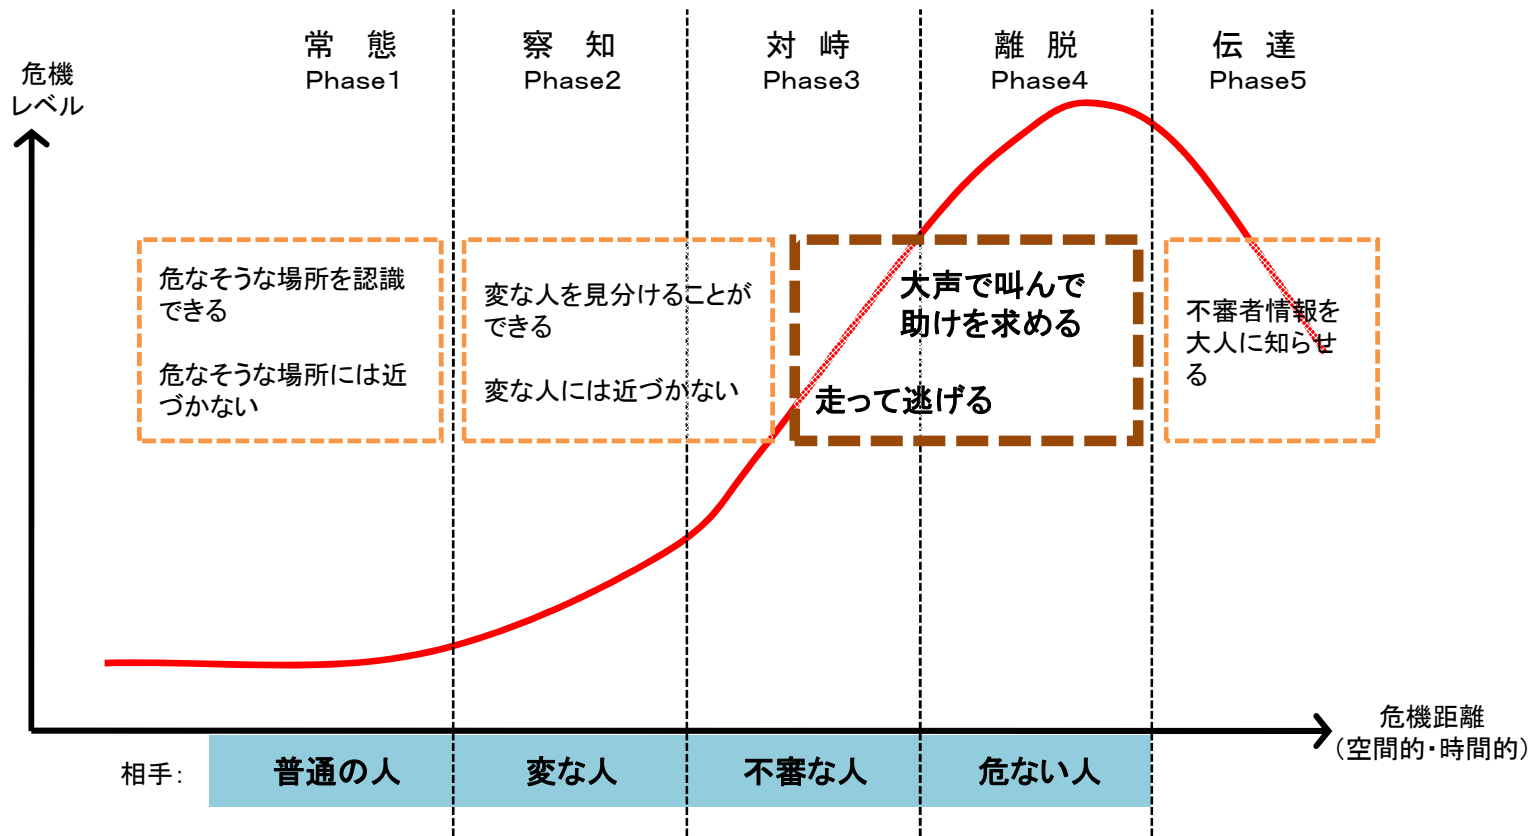 危機
レベル
常　態
Phase1
察　知
Phase2
対　峙
Phase3
離　脱
Phase4
伝　達
Phase5
危なそうな場所を認識
できる
危なそうな場所には近
づかない
変な人を見分けることが
できる
変な人には近づかない
大声で叫んで
助けを求める
走って逃げる
不審者情報を
大人に知らせ
る
危機距離
（空間的・時間的）
相手：
普通の人
変な人
不審な人
危ない人